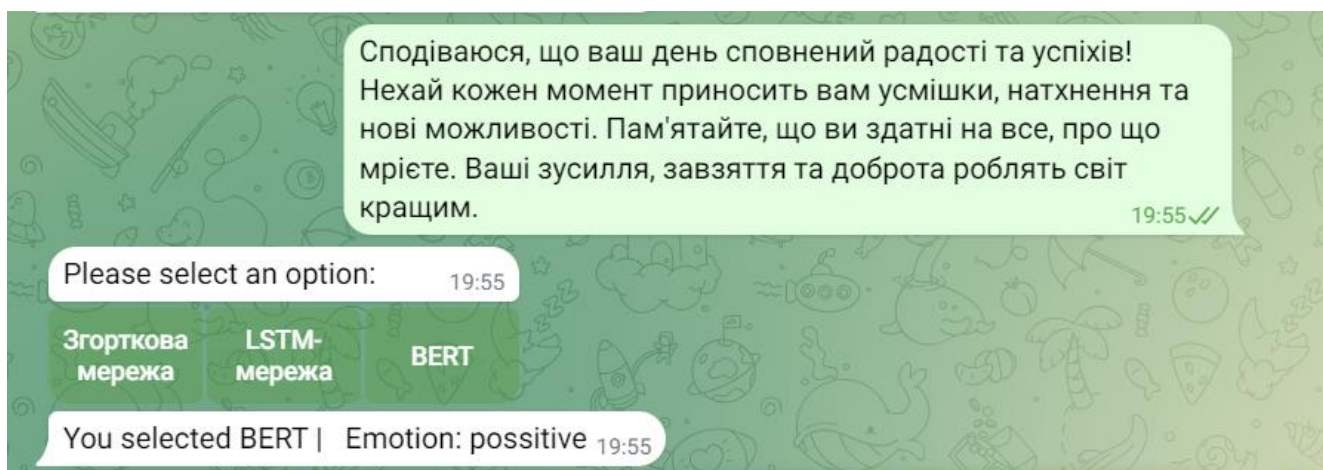 Сподіваюся, що ваш день сповнений радості та успіхів!
Нехай кожен момент приносить вам усмішки, натхнення та
нові можливості. Пам'ятайте, що ви здатні на все, про що
мрієте. Ваші зусилля, завзяття та доброта роблять світ
кращим.
19:55
Please select an option: 19:55
Згорткова
мережа
LSTM-
мережа
BERT
You selected BERT | Emotion: possitive 19:55